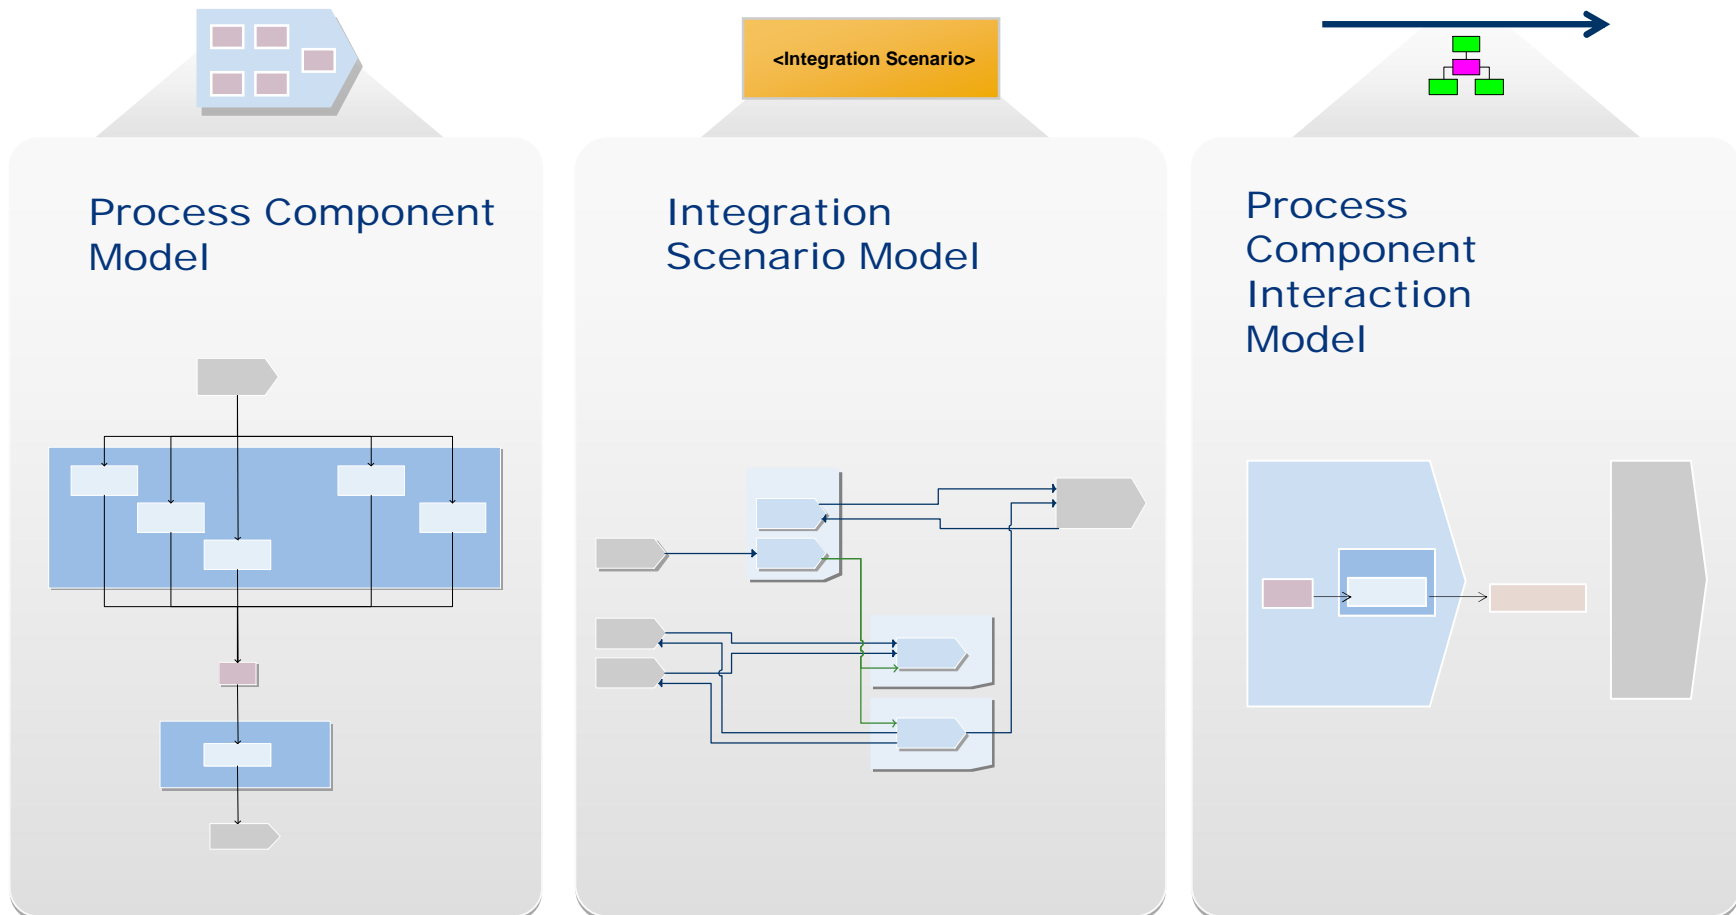 <Integration Scenario>
Process Component
Model
Integration
Scenario Model
Process
Component
Interaction
Model